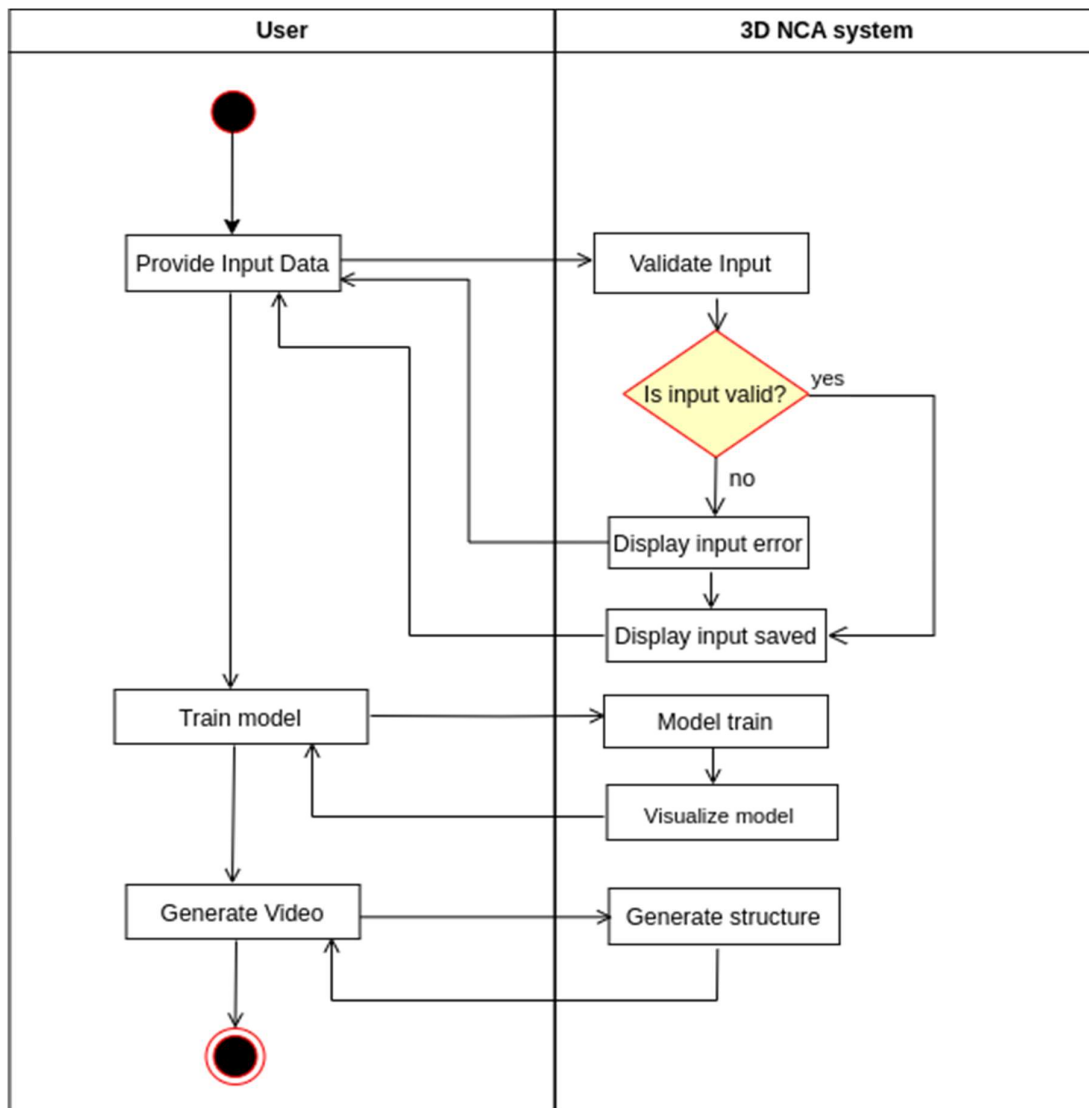 User
3D NCA system
Provide Input Data
Validate Input
Is input valid?
yes
no
Display input error
Display input saved
Train model
Model train
Visualize model
Generate Video
Generate structure